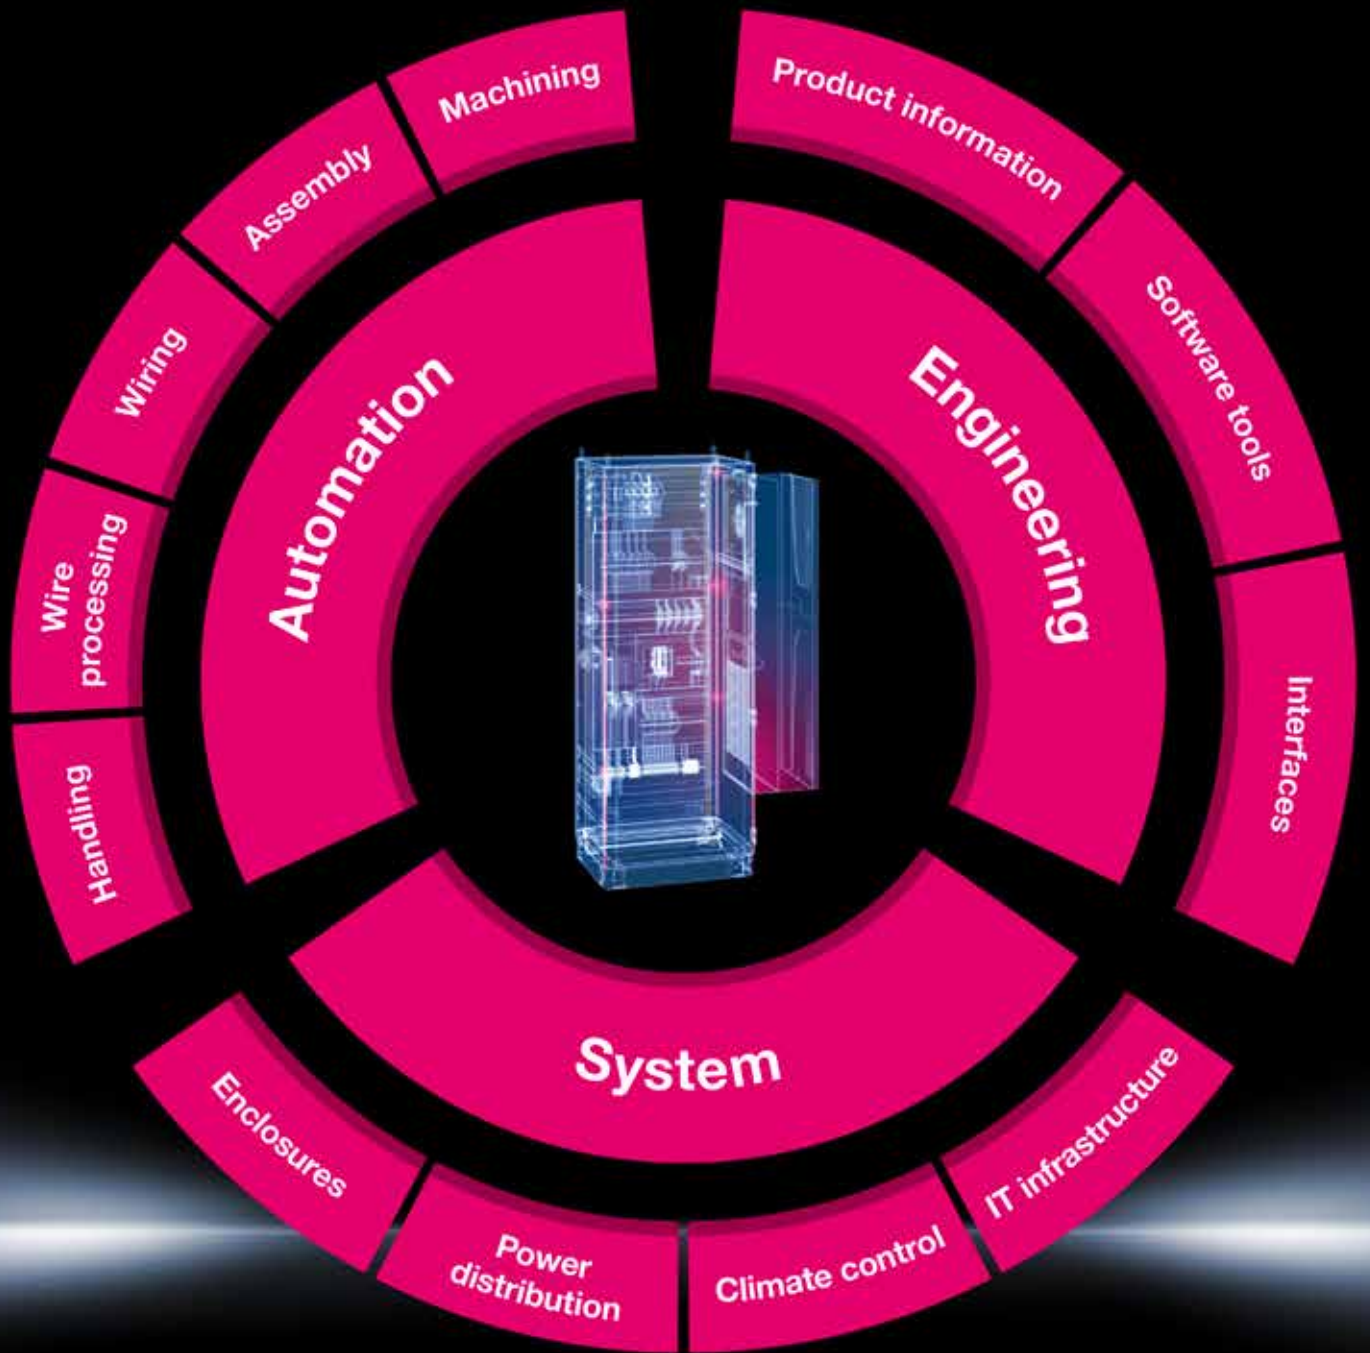 Machining
Assembly
Wiring
Wire
processing
Handling
Automation
Product information
Software tools
Interfaces
Engineering
System
Enclosures
Power
distribution
Climate control
IT infrastructure